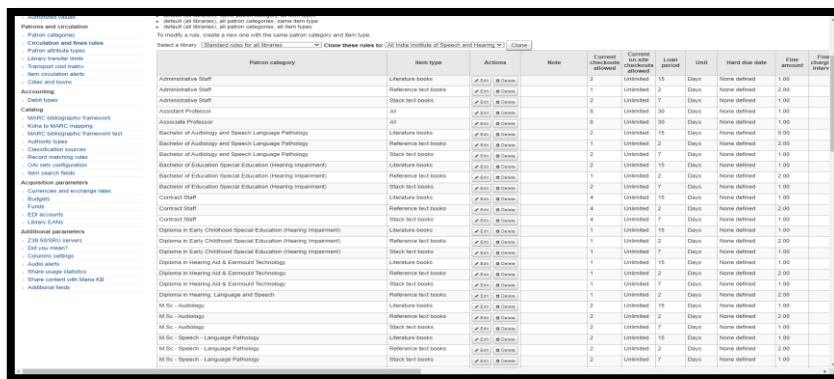 Authorized values
Patrons and circulation
Patron categories
Circulation and fines rules
Patron attribute types
Library transfer limits
Transport cost matrix
Item circulation alerts
Cities and towns
Accounting
Debit types
Catalog
MARC bibliographic framework
Koha to MARC mapping
MARC bibliographic framework test
Authority types
Classification sources
Record matching rules
OAI sets configuration
Item search fields
Acquisition parameters
Currencies and exchange rates
Budgets
Funds
EDI accounts
Library EANs
Additional parameters
Z39.50/SRU servers
Did you mean?
Columns settings
Audio alerts
Share usage statistics
Share content with Mana KB
Additional fields
default (all libraries), all patron categories, same item type
default (all libraries), all patron categories, all item types
To modify a rule, create a new one with the same patron category and item type.
Select a library : Standard rules for all libraries Clone these rules to: All India Institute of Speech and Hearing Clone
Patron category Item type Actions Note Current checkouts allowed Current on-site checkouts allowed Loan period Unit Hard due date Fine amount Fine charg interv
Administrative Staff Literature books Edit Delete 2 Unlimited 15 Days None defined 1.00
Administrative Staff Reference text books Edit Delete 1 Unlimited 2 Days None defined 2.00
Administrative Staff Stack text books Edit Delete 2 Unlimited 7 Days None defined 1.00
Assistant Professor All Edit Delete 8 Unlimited 30 Days None defined 1.00
Associate Professor All Edit Delete 8 Unlimited 30 Days None defined 1.00
Bachelor of Audiology and Speech Language Pathology Literature books Edit Delete 2 Unlimited 15 Days None defined 0.00
Bachelor of Audiology and Speech Language Pathology Reference text books Edit Delete 1 Unlimited 2 Days None defined 2.00
Bachelor of Audiology and Speech Language Pathology Stack text books Edit Delete 2 Unlimited 7 Days None defined 1.00
Bachelor of Education Special Education (Hearing Impairment) Literature books Edit Delete 2 Unlimited 15 Days None defined 1.00
Bachelor of Education Special Education (Hearing Impairment) Reference text books Edit Delete 1 Unlimited 2 Days None defined 2.00
Bachelor of Education Special Education (Hearing Impairment) Stack text books Edit Delete 2 Unlimited 7 Days None defined 1.00
Contract Staff Literature books Edit Delete 4 Unlimited 15 Days None defined 1.00
Contract Staff Reference text books Edit Delete 4 Unlimited 2 Days None defined 2.00
Contract Staff Stack text books Edit Delete 4 Unlimited 7 Days None defined 1.00
Diploma in Early Childhood Special Education (Hearing Impairment) Literature books Edit Delete 1 Unlimited 15 Days None defined 1.00
Diploma in Early Childhood Special Education (Hearing Impairment) Reference text books Edit Delete 1 Unlimited 2 Days None defined 2.00
Diploma in Early Childhood Special Education (Hearing Impairment) Stack text books Edit Delete 1 Unlimited 7 Days None defined 1.00
Diploma in Hearing Aid & Earmould Technology Literature books Edit Delete 1 Unlimited 15 Days None defined 1.00
Diploma in Hearing Aid & Earmould Technology Reference text books Edit Delete 1 Unlimited 2 Days None defined 2.00
Diploma in Hearing Aid & Earmould Technology Stack text books Edit Delete 1 Unlimited 7 Days None defined 1.00
Diploma in Hearing, Language and Speech Reference text books Edit Delete 1 Unlimited 2 Days None defined 2.00
M.Sc - Audiology Literature books Edit Delete 2 Unlimited 15 Days None defined 1.00
M.Sc - Audiology Reference text books Edit Delete 2 Unlimited 2 Days None defined 2.00
M.Sc - Audiology Stack text books Edit Delete 2 Unlimited 7 Days None defined 1.00
M.Sc - Speech - Language Pathology Literature books Edit Delete 2 Unlimited 15 Days None defined 1.00
M.Sc - Speech - Language Pathology Reference text books Edit Delete 2 Unlimited 2 Days None defined 2.00
M.Sc - Speech - Language Pathology Stack text books Edit Delete 2 Unlimited 7 Days None defined 1.00